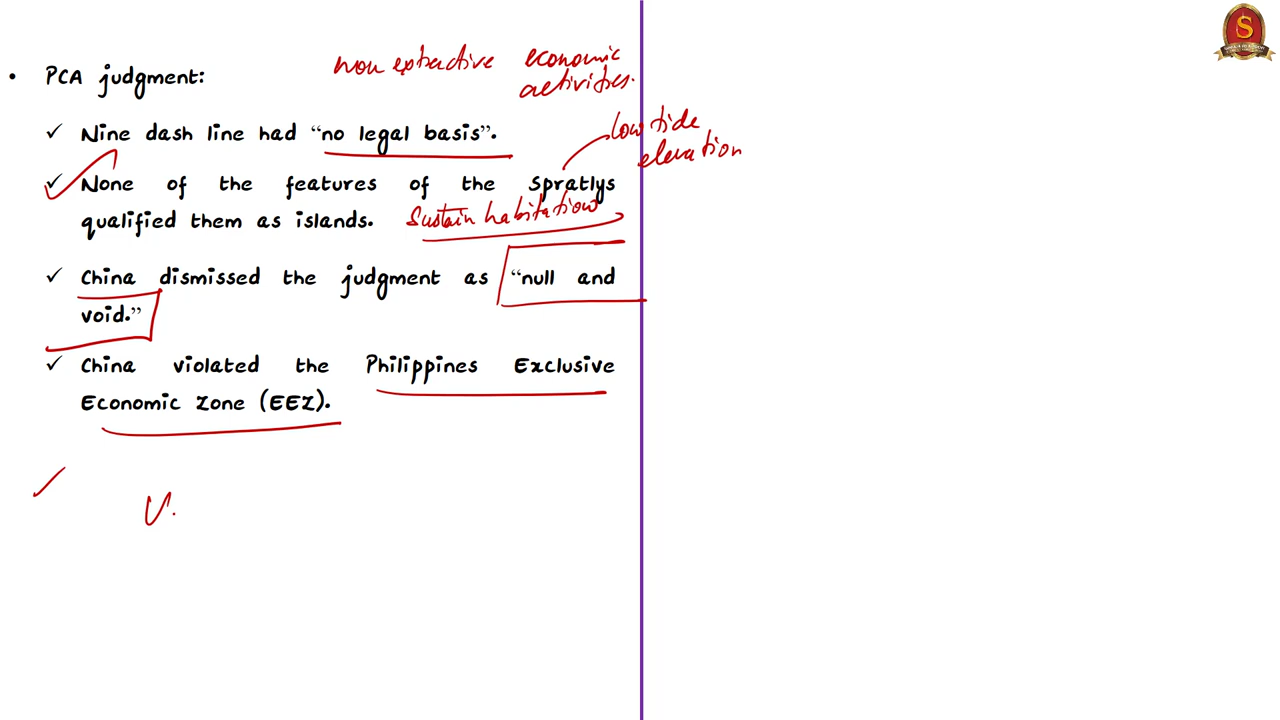 non extractive economic
activities.
• PCA judgment:
✓ Nine dash line had “no legal basis”.
low tide
elevation
✓ None of the features of the Spratlys
qualified them as islands. Sustain habitation
✓ China dismissed the judgment as “null and
void.”
✓ China violated the Philippines Exclusive
Economic Zone (EEZ).
U.
S